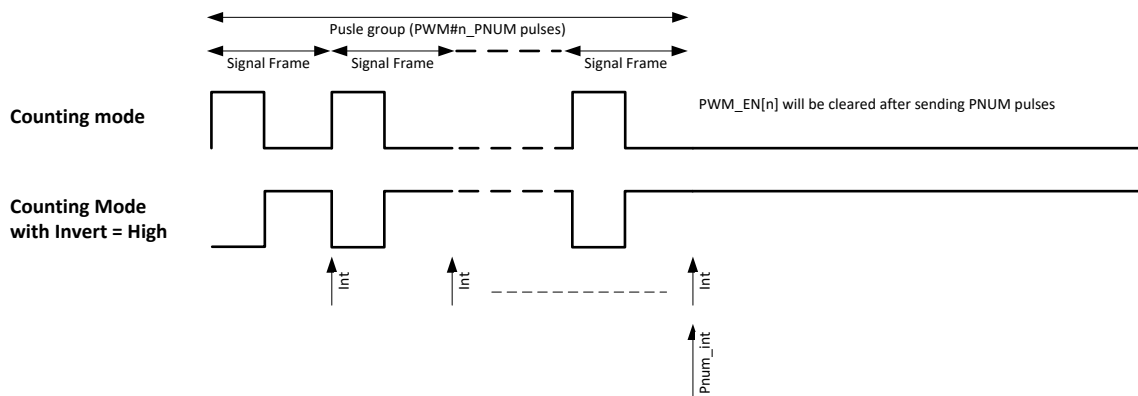 Pusle group (PWM#n_PNUM pulses)
Signal Frame
Signal Frame
Signal Frame
Counting mode
PWM_EN[n] will be cleared after sending PNUM pulses
Counting Mode
with Invert = High
Int
Int
Int
Pnum_int